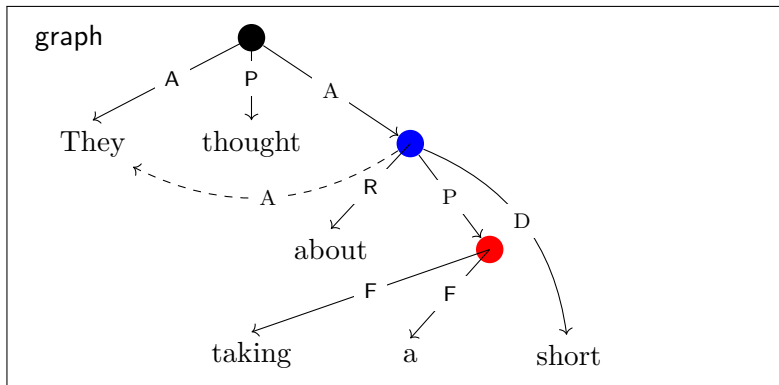 graph
A P A
They thought
A R P D
about
F F
taking a short